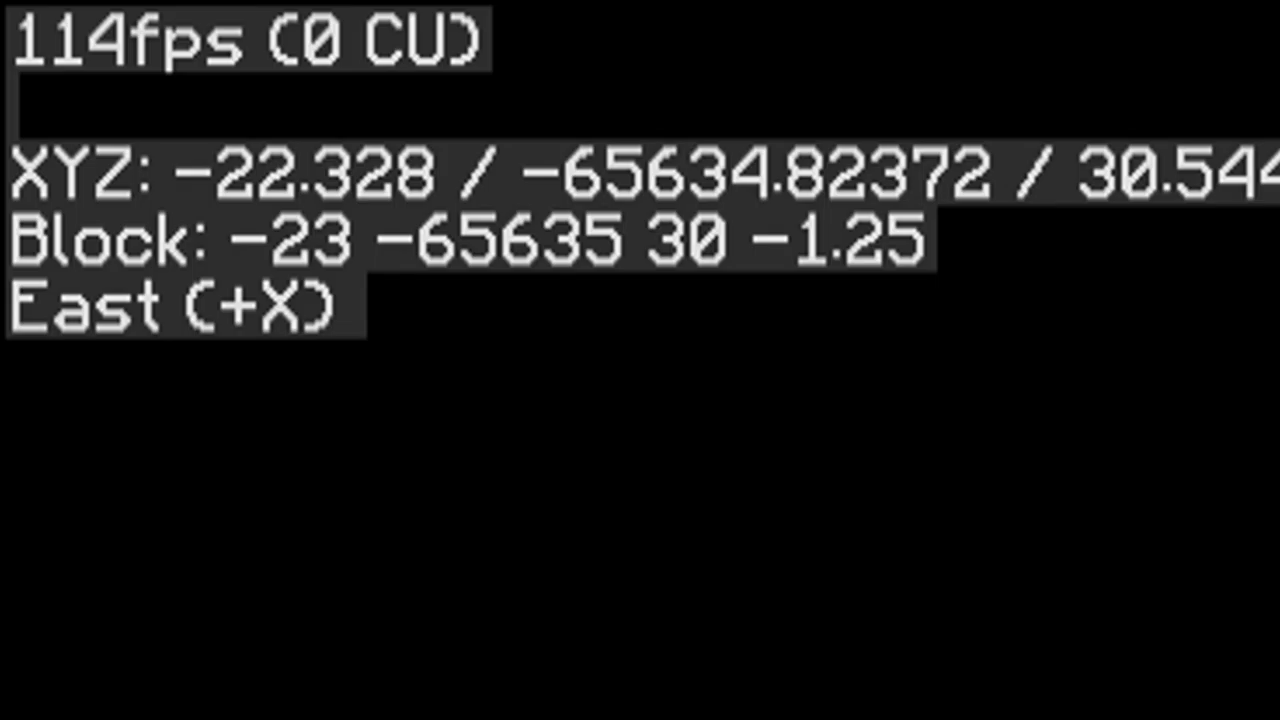 114fps (0 CU)
XYZ: -22.328 / -65634.82372 / 30.544
Block: -23 -65635 30 -1.25
East (+X)